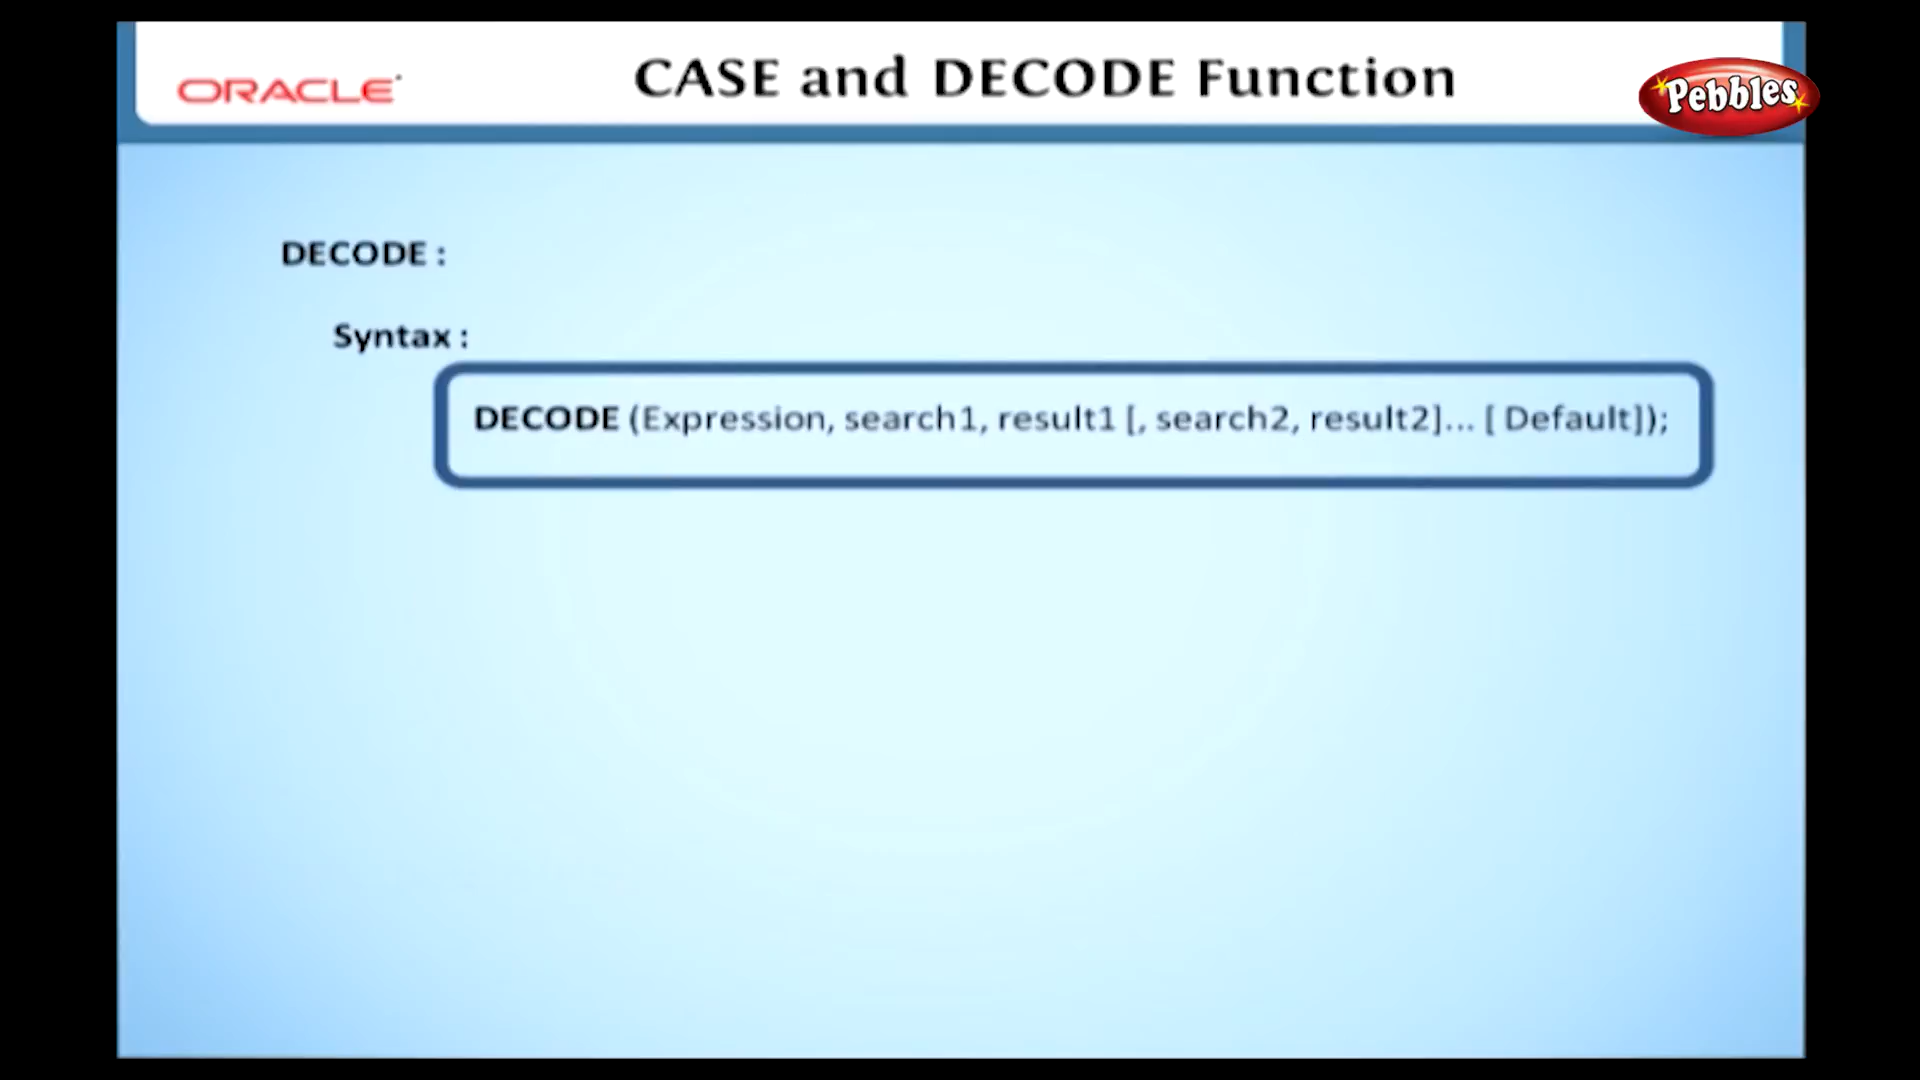 ORACLE
CASE and DECODE Function
Pebbles
DECODE :
Syntax :
DECODE (Expression, search1, result1 [, search2, result2]... [ Default]);